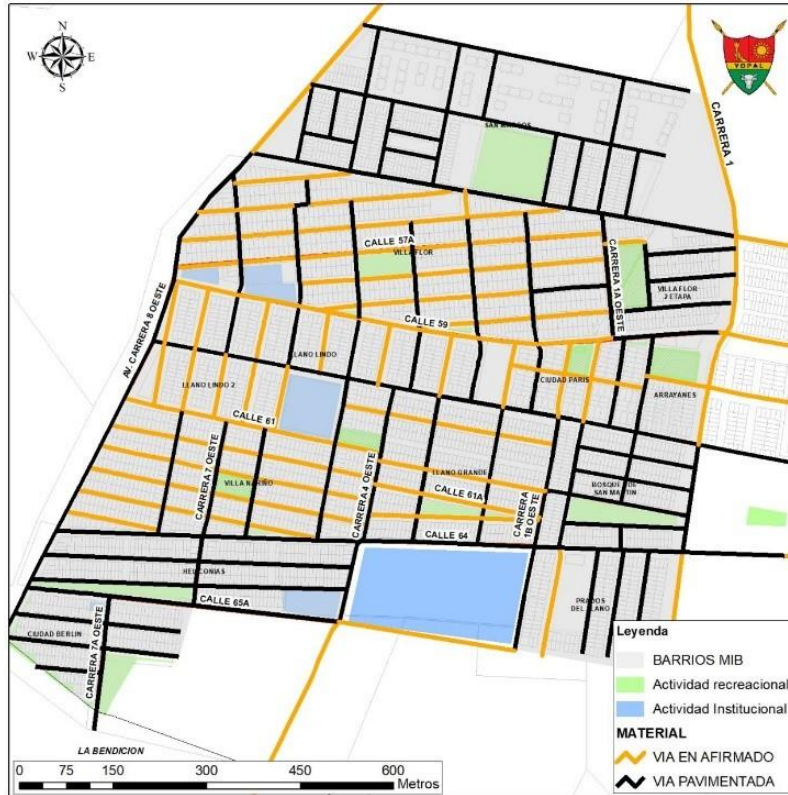 N
W E
S
YOPAL
CARRERA 1
SAN MARCOS
CALLE 57A
VILLA FLOR
CARRERA 1A OESTE
VILLA FLOR
2 ETAPA
AV. CARRERA 8 OESTE
CALLE 59
LLANO LINDO
LLANO LINDO 2
CIUDAD PARIS
ARRAYANES
CALLE 61
CARRERA 7 OESTE
CARRERA 4 OESTE
LLANO GRANDE
VILLA NARIÑO
CALLE 61A
CARRERA
1B OESTE
BOSQUES DE
SAN MARTIN
CALLE 64
HELICONIAS
CALLE 65A
PRADOS
DEL LLANO
CIUDAD BERLIN
CARRERA 7A OESTE
LA BENDICION
Leyenda
BARRIOS MIB
Actividad recreacional
Actividad Institucional
MATERIAL
VIA EN AFIRMADO
VIA PAVIMENTADA
0 75 150 300 450 600
Metros